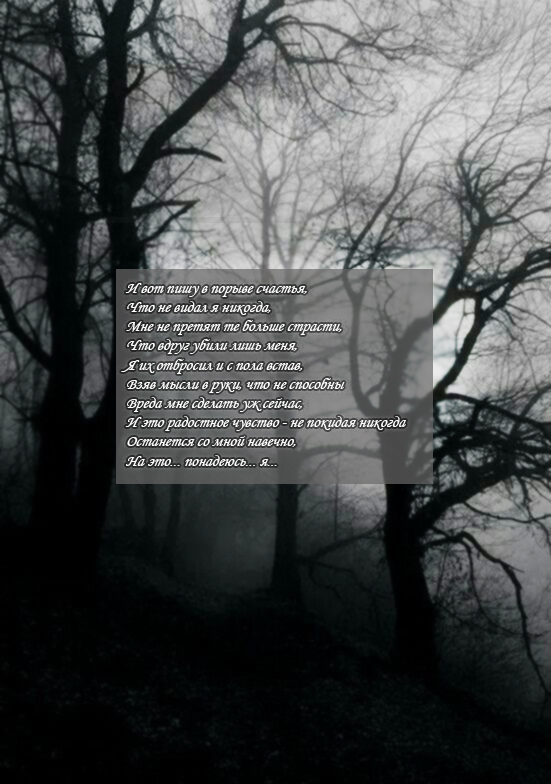 И вот пишу в порыве счастья,
Что не видал я никогда,
Мне не претят те больше страсти,
Что вдруг убили лишь меня,
Я их отбросил и с пола встав,
Взяв мысли в руки, что не способны
Вреда мне сделать уж сейчас,
И это радостное чувство - не покидая никогда
Останется со мной навечно,
На это... понадеюсь... я...